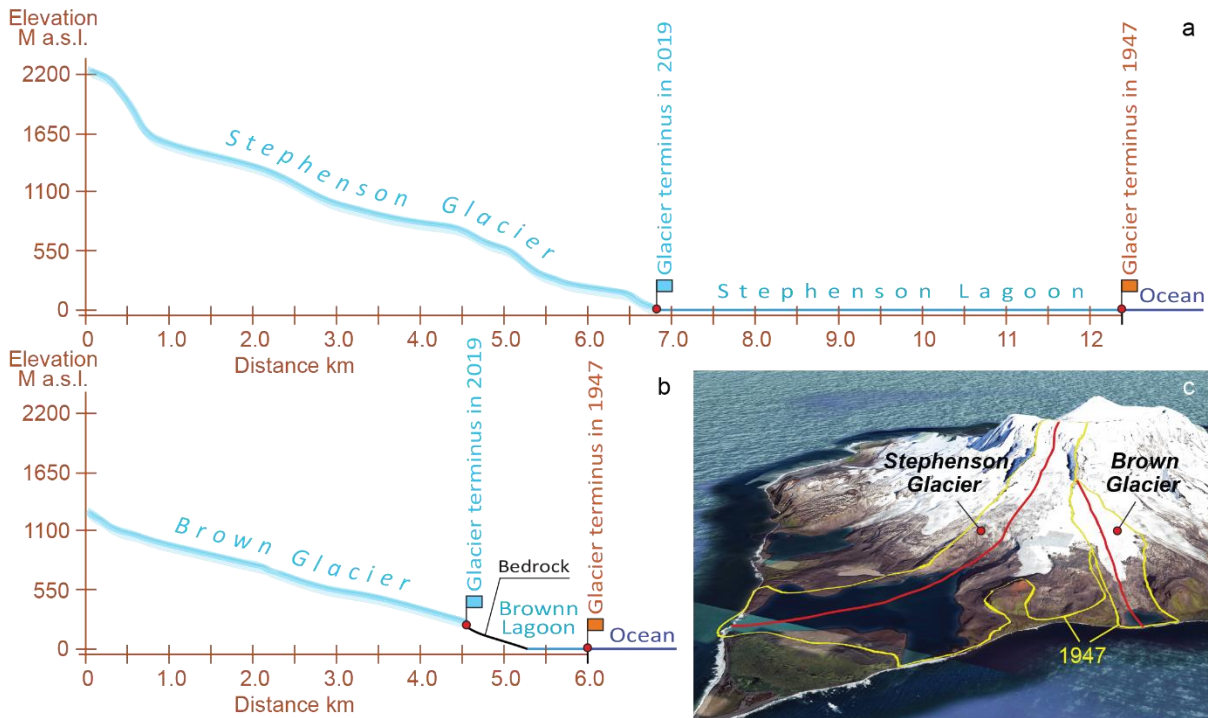 Elevation
M a.s.l.
a
2200
1650
1100
550
0
Stephenson Glacier
Glacier terminus in 2019
Glacier terminus in 1947
Stephenson Lagoon
Ocean
0 1.0 2.0 3.0 4.0 5.0 6.0 7.0 8.0 9.0 10 11 12
Distance km
Elevation
M a.s.l.
b
2200
1650
1100
550
0
Brown Glacier
Glacier terminus in 2019
Glacier terminus in 1947
Bedrock
Brownn
Lagoon
Ocean
0 1.0 2.0 3.0 4.0 5.0 6.0
Distance km
c
Stephenson
Glacier
Brown
Glacier
1947